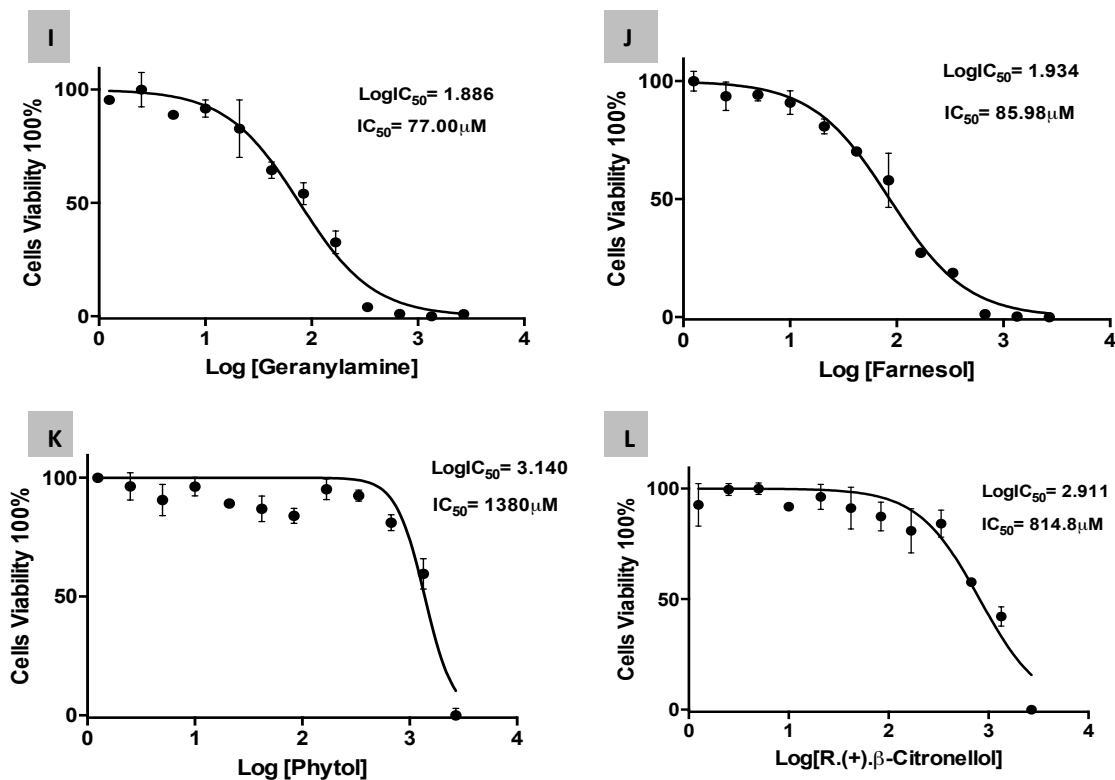 I
LogIC50= 1.886
IC50= 77.00μM
Cells Viability 100%
100
50
0
0 1 2 3 4
Log [Geranylamine]
J
LogIC50= 1.934
IC50= 85.98μM
Cells Viability 100%
100
50
0
0 1 2 3 4
Log [Farnesol]
K
LogIC50= 3.140
IC50= 1380μM
Cells Viability 100%
100
50
0
0 1 2 3 4
Log [Phytol]
L
LogIC50= 2.911
IC50= 814.8μM
Cells Viability 100%
100
50
0
0 1 2 3 4
Log[R.(+).β-Citronellol]